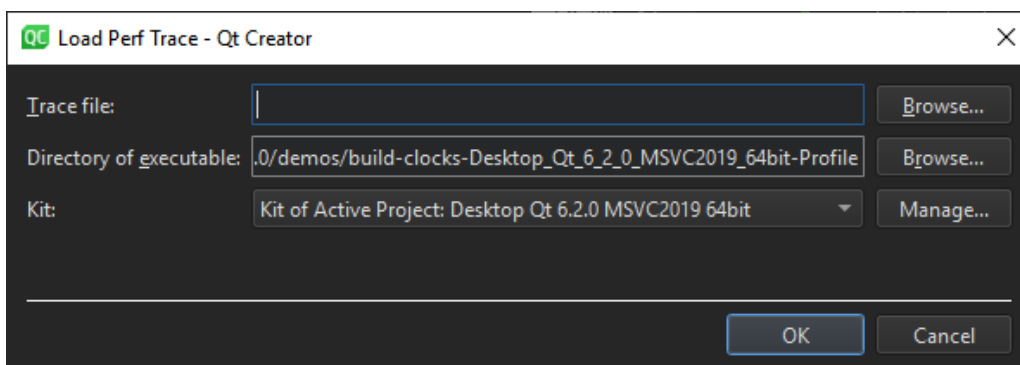 QC Load Perf Trace - Qt Creator
Trace file: Browse...
Directory of executable: .0/demos/build-clocks-Desktop_Qt_6_2_0_MSVC2019_64bit-Profile Browse...
Kit: Kit of Active Project: Desktop Qt 6.2.0 MSVC2019 64bit Manage...
OK Cancel